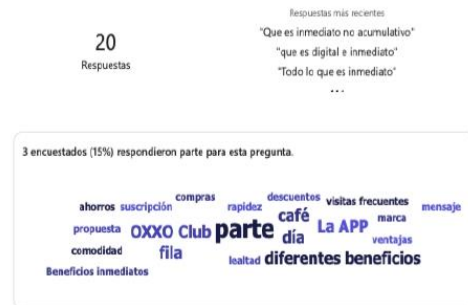 Respuestas más recientes
"Que es inmediato no acumulativo"
20
"que es digital e inmediato"
Respuestas
"Todo lo que es inmediato"
...
3 encuestados (15%) respondieron parte para esta pregunta.
compras descuentos visitas frecuentes
ahorros suscripción rapidez mensaje
café marca
propuesta OXXO Club parte día La APP
ventajas
comodidad fila lealtad diferentes beneficios
Beneficios inmediatos